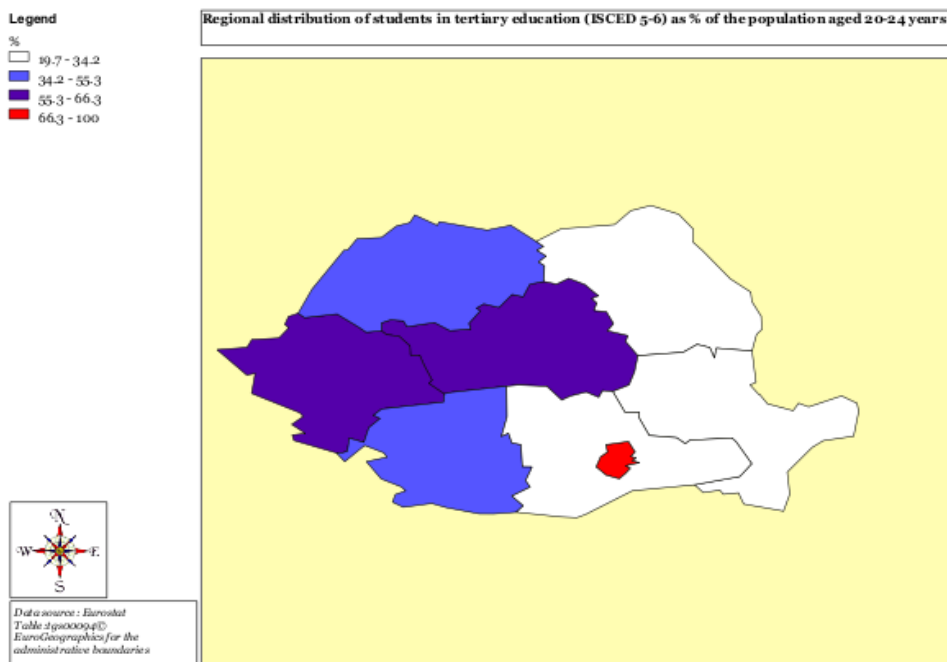 Legend
Regional distribution of students in tertiary education (ISCED 5-6) as % of the population aged 20-24 years
%
19.7 - 34.2
34.2 - 55.3
55.3 - 66.3
66.3 - 100
N
W E
S
Data source: Eurostat
Table :tgs00094©
EuroGeographics for the
administrative boundaries